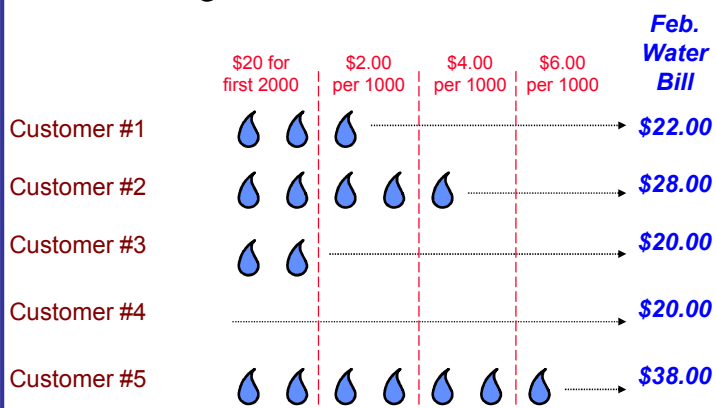 Feb.
Water
Bill
$20 for
first 2000
$2.00
per 1000
$4.00
per 1000
$6.00
per 1000
Customer #1
$22.00
Customer #2
$28.00
Customer #3
$20.00
Customer #4
$20.00
Customer #5
$38.00